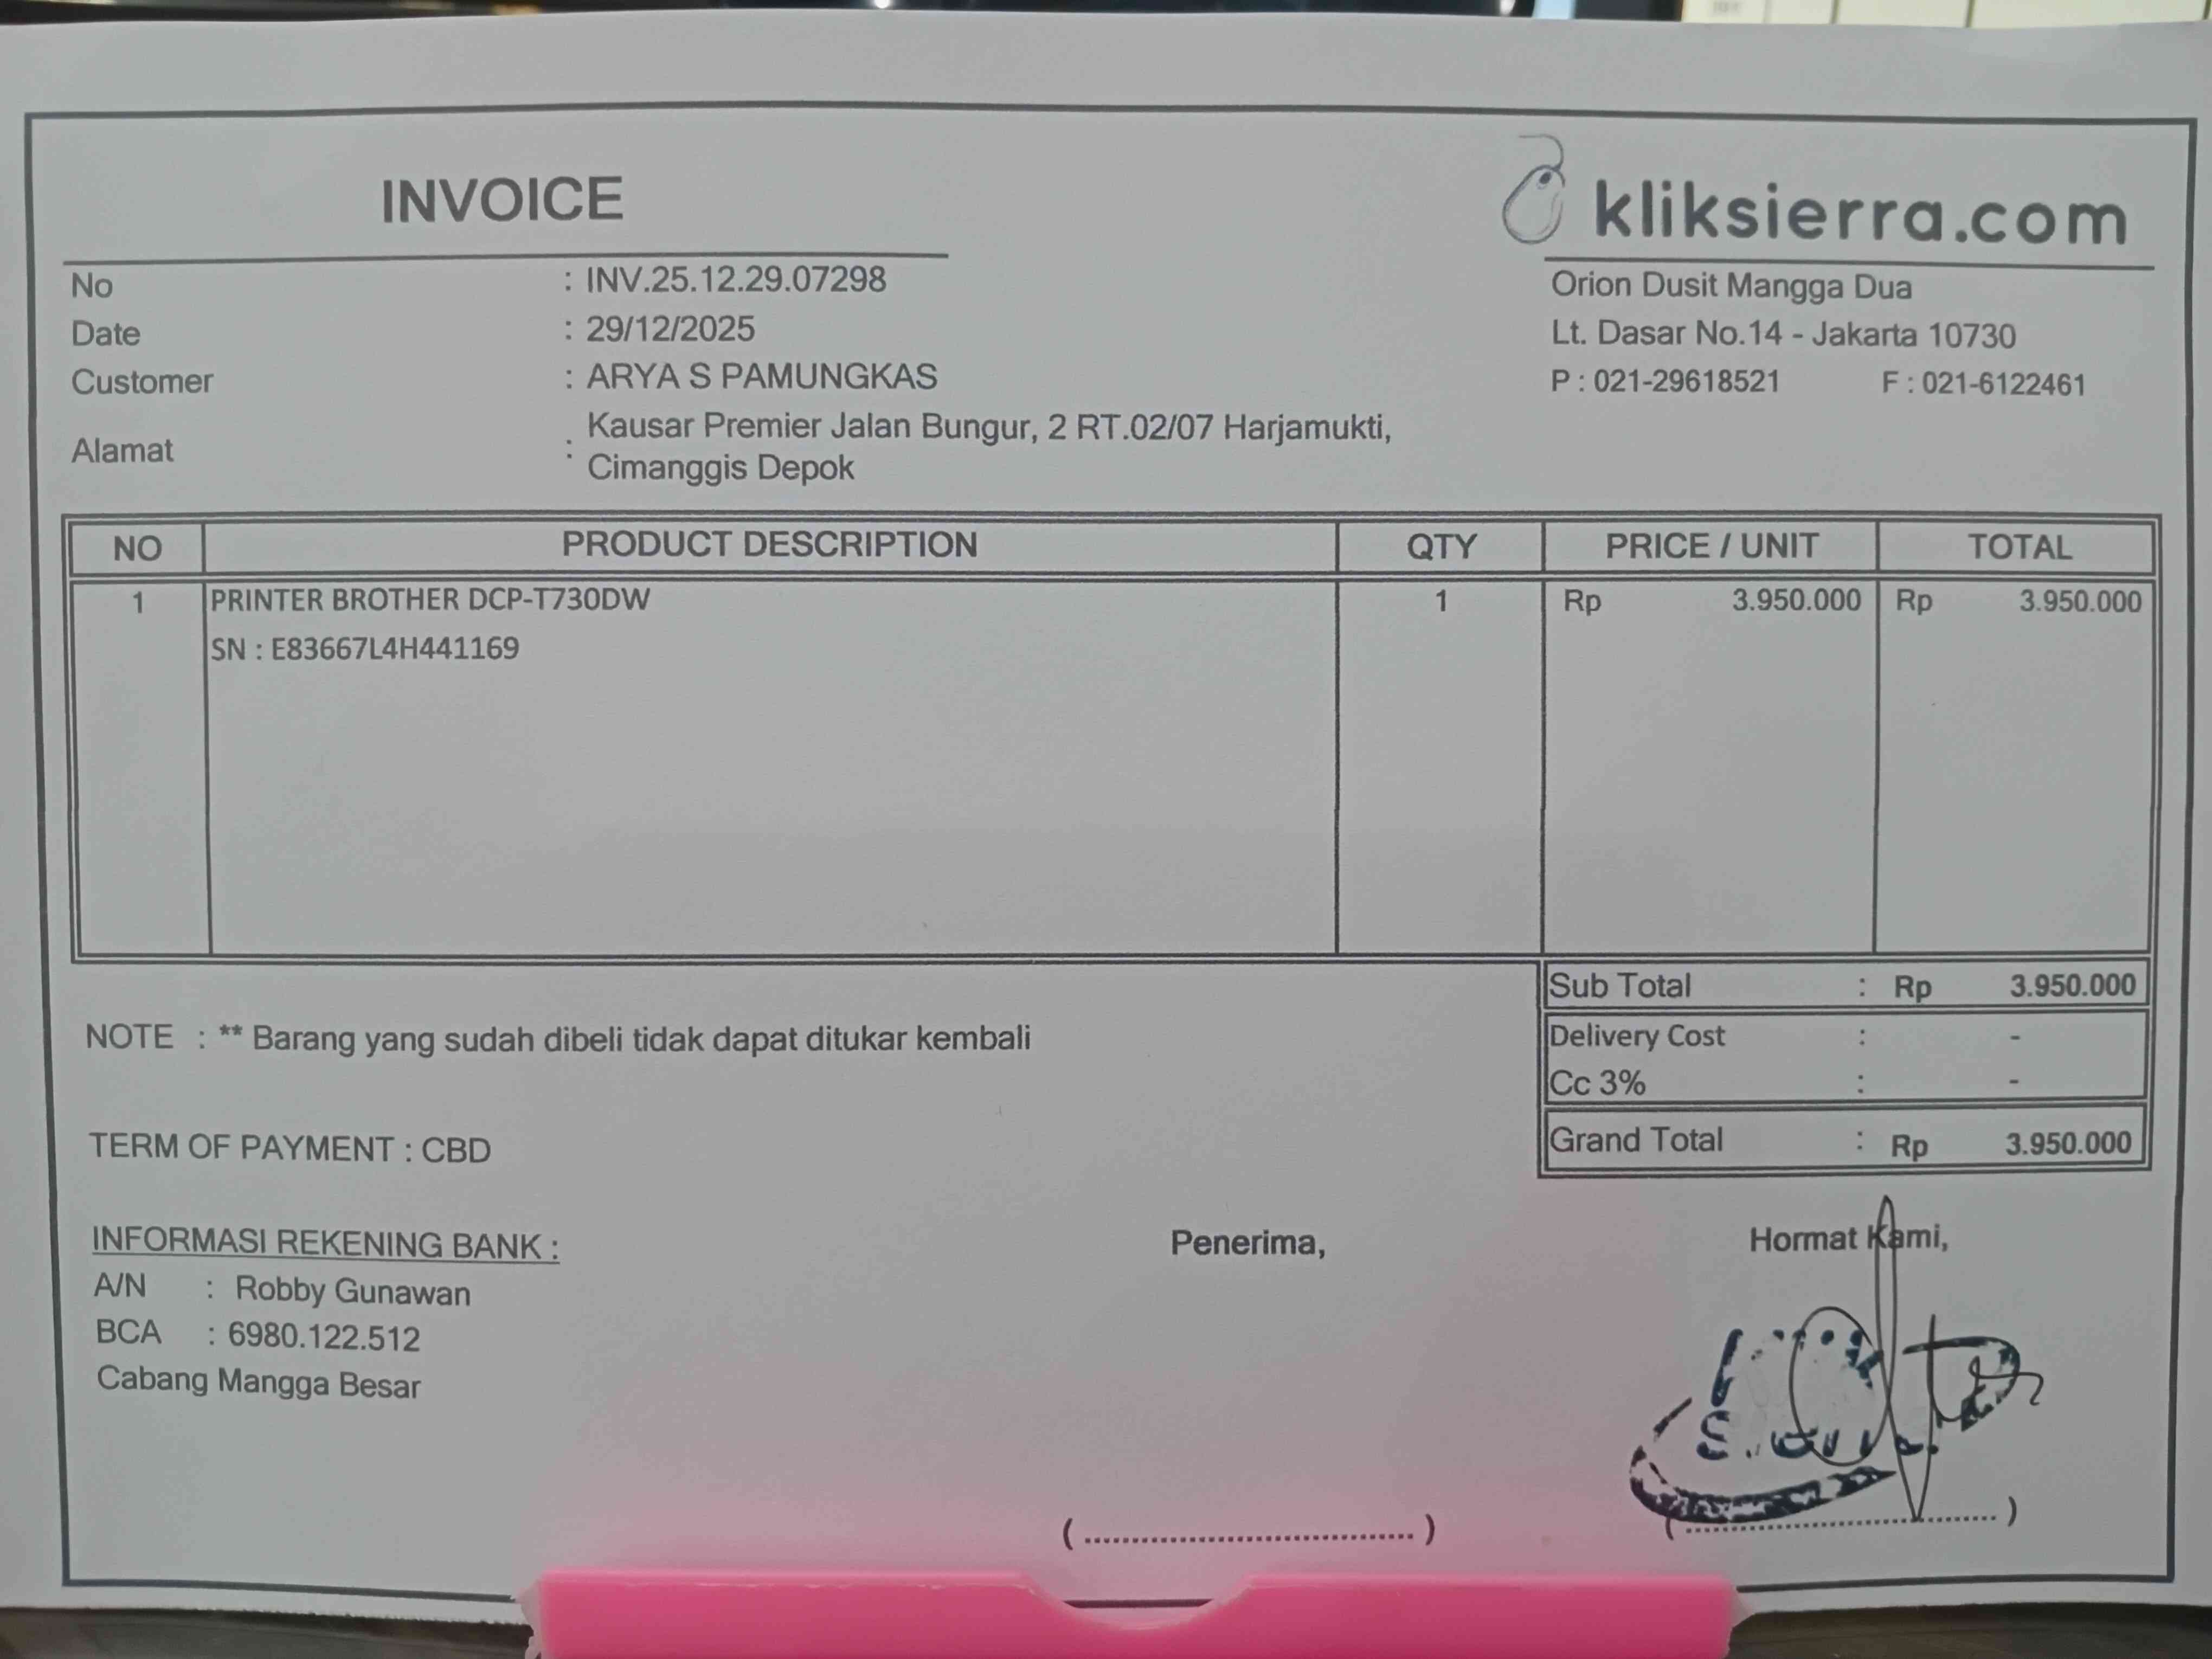 INVOICE
kliksierra.com
No : INV.25.12.29.07298
Date : 29/12/2025
Customer : ARYA S PAMUNGKAS
Alamat : Kausar Premier Jalan Bungur, 2 RT.02/07 Harjamukti,
Cimanggis Depok
Orion Dusit Mangga Dua
Lt. Dasar No.14 - Jakarta 10730
P : 021-29618521 F : 021-6122461
NO PRODUCT DESCRIPTION QTY PRICE / UNIT TOTAL
1 PRINTER BROTHER DCP-T730DW 1 Rp 3.950.000 Rp 3.950.000
SN : E83667L4H441169
Sub Total : Rp 3.950.000
Delivery Cost : -
Cc 3% : -
Grand Total : Rp 3.950.000
NOTE : ** Barang yang sudah dibeli tidak dapat ditukar kembali
TERM OF PAYMENT : CBD
INFORMASI REKENING BANK :
A/N : Robby Gunawan
BCA : 6980.122.512
Cabang Mangga Besar
Penerima,
(................................)
Hormat Kami,
(................................)